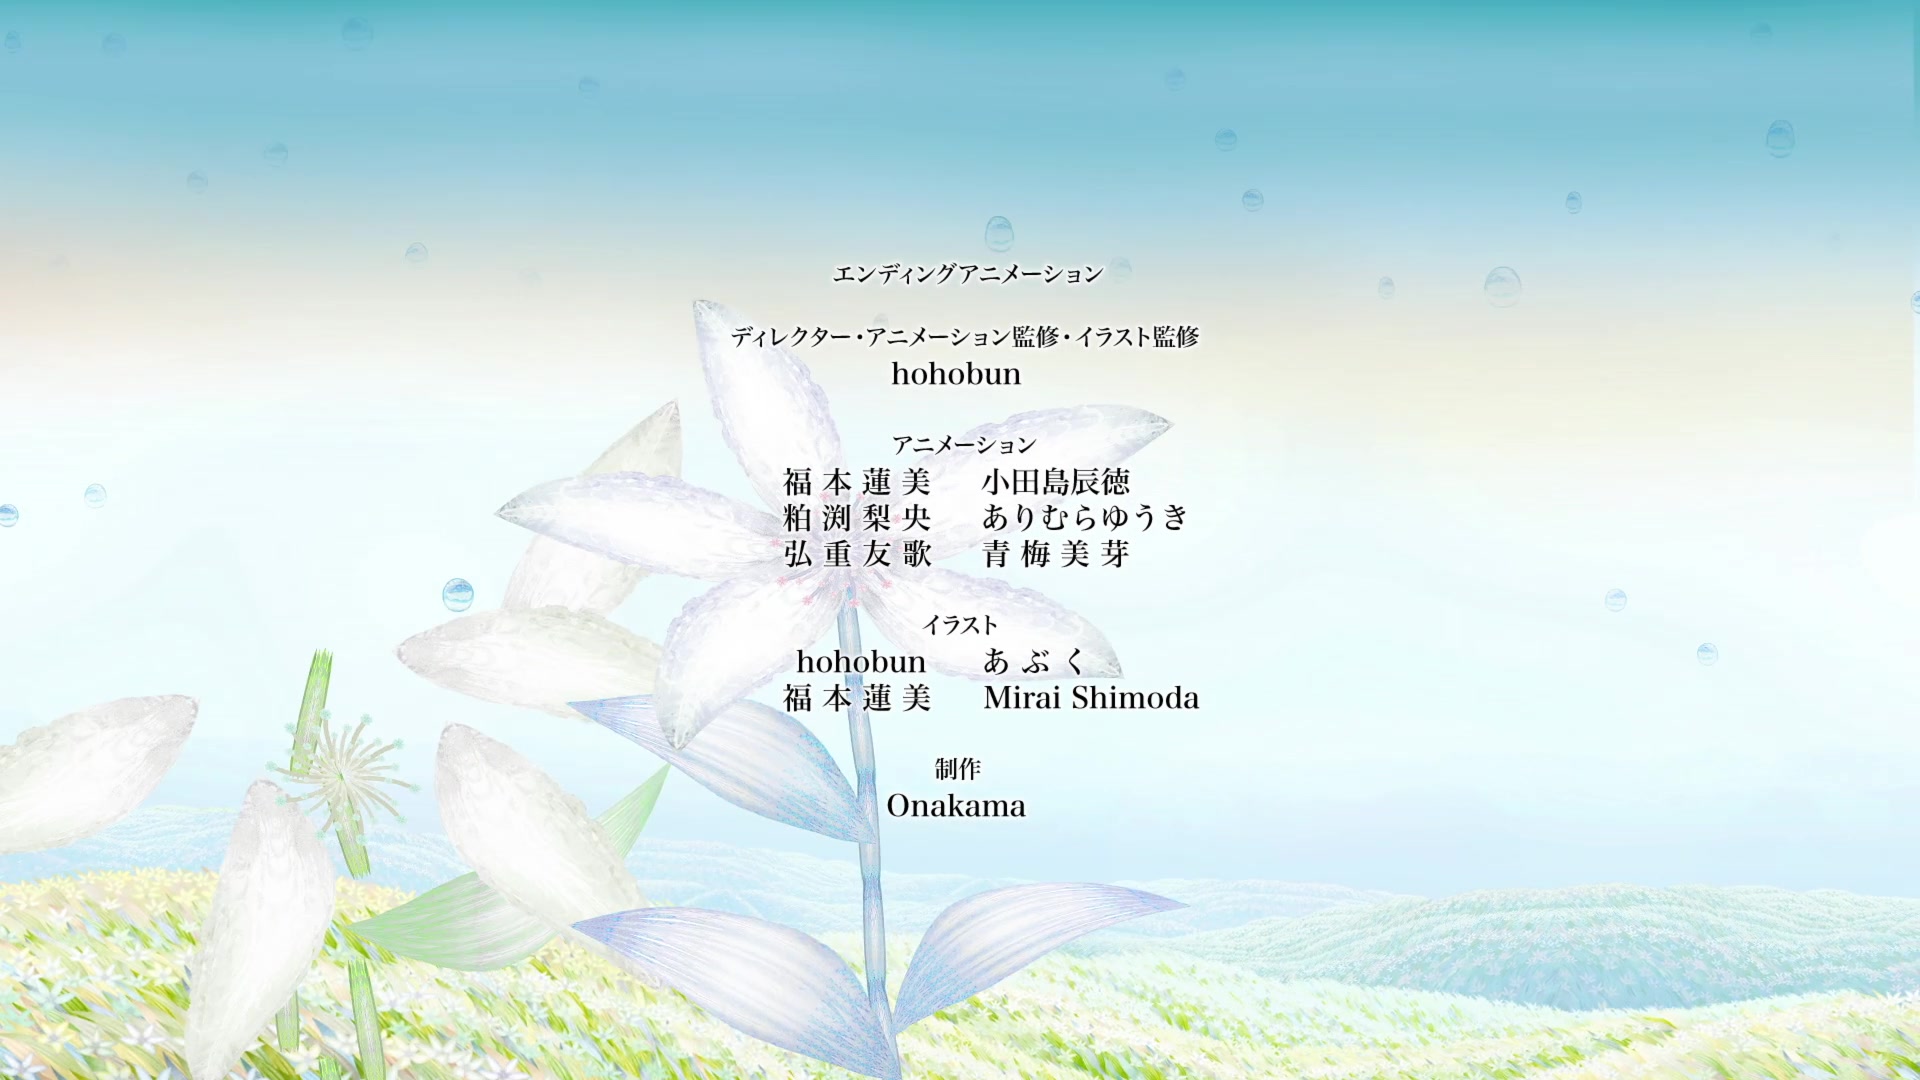 エンディングアニメーション
ディレクター・アニメーション監修・イラスト監修
hohobun
アニメーション
福本蓮美　小田島辰徳
粕渕梨央　ありむらゆうき
弘重友歌　青梅美芽
イラスト
hohobun　あぶく
福本蓮美　Mirai Shimoda
制作
Onakama